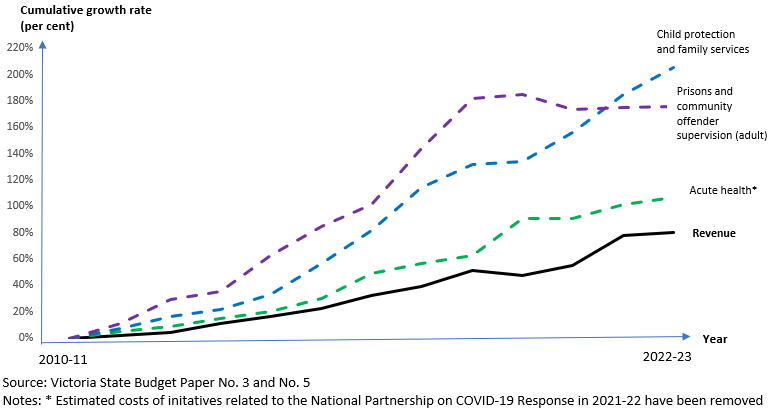 Cumulative growth rate
(per cent)
220%
200%
180%
160%
140%
120%
100%
80%
60%
40%
20%
0%
Child protection
and family services
Prisons and
community
offender
supervision (adult)
Acute health*
Revenue
Year
2010-11
2022-23
Source: Victoria State Budget Paper No. 3 and No. 5
Notes: * Estimated costs of initatives related to the National Partnership on COVID-19 Response in 2021-22 have been removed